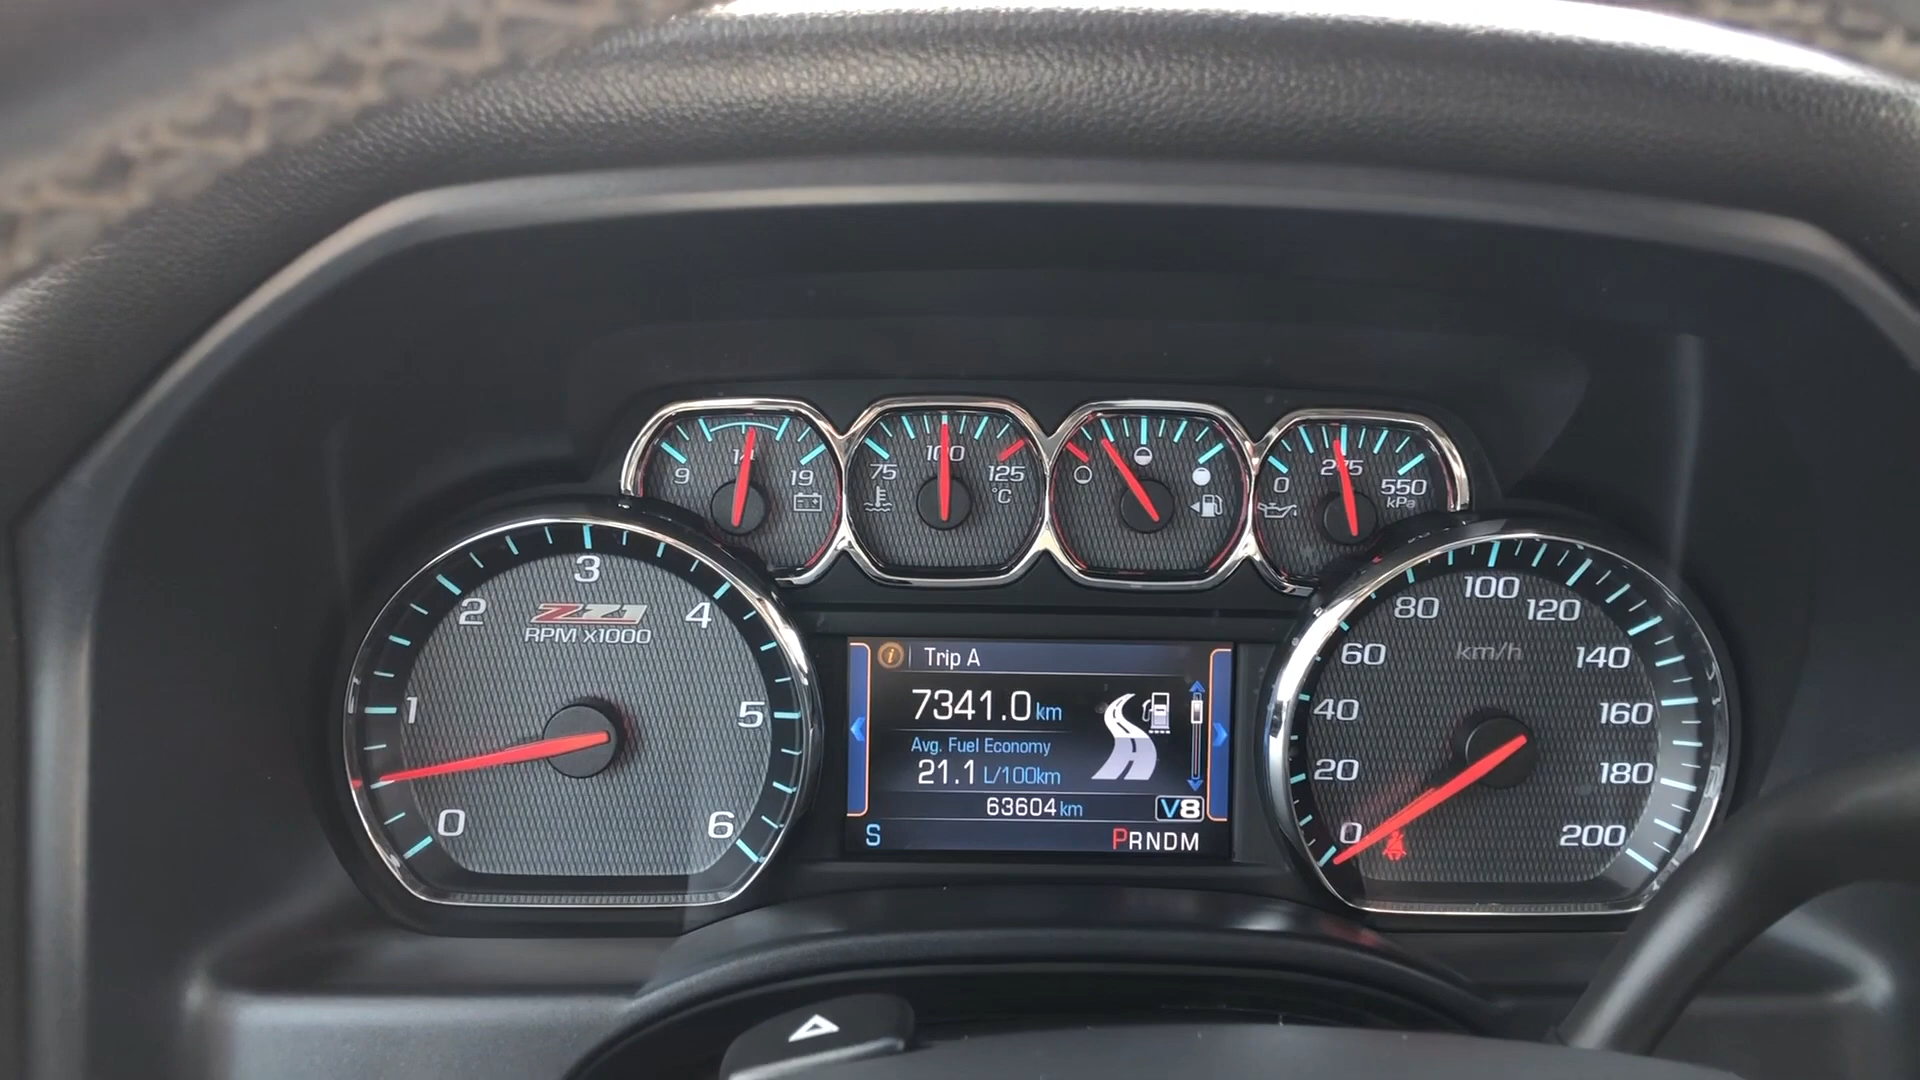 9 14 19
75 100 125
°C
0 275 550
kPa
0 1 2 3 4 5 6
Z71
RPM X1000
i Trip A
7341.0 km
Avg. Fuel Economy
21.1 L/100km
63604 km V8
S PRNDM
0 20 40 60 80 100 120 140 160 180 200
km/h